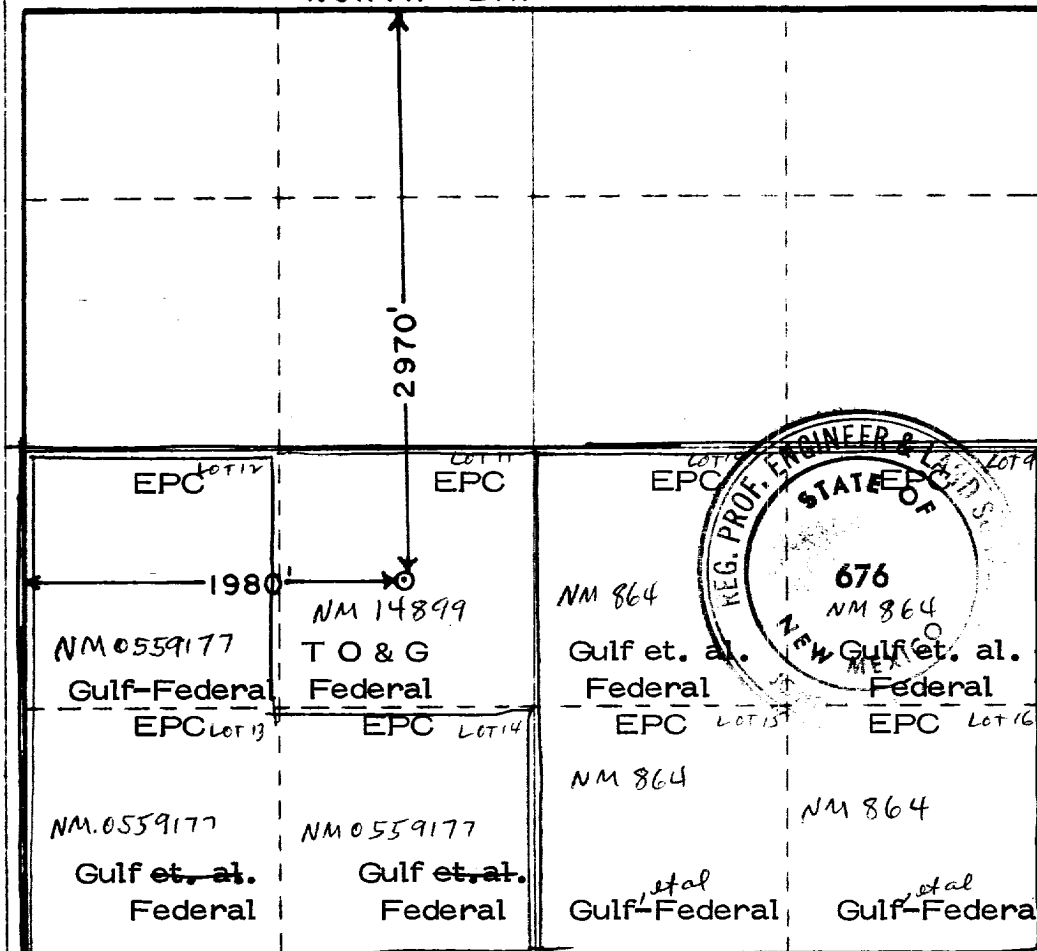 2970'
EPC LOT 12
LOT 11
EPC
EPC
LOT 9
EPC
REG. PROF. ENGINEER & LAND
STATE OF
676
NEW MEXICO
1980'
NM 14899
NM 864
NM 864
NM 0559177
T O & G
Gulf et. al.
Gulf et. al.
Gulf-Federal
Federal
Federal
Federal
EPC LOT 13
EPC LOT 14
EPC LOT 15
EPC LOT 16
NM 864
NM 864
NM.0559177
NM 0559177
Gulf et. al.
Gulf et. al.
Federal
Federal
Gulf-Federal, et al
Gulf-Federa, et al